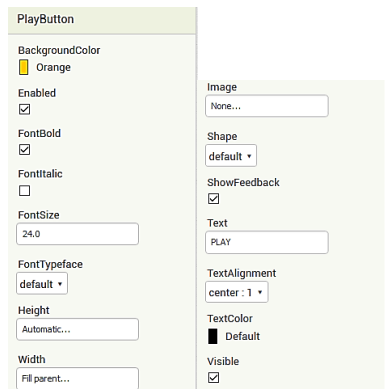 PlayButton
BackgroundColor
Orange
Enabled
FontBold
FontItalic
FontSize
24.0
FontTypeface
default
Height
Automatic...
Width
Fill parent...
Image
None...
Shape
default
ShowFeedback
Text
PLAY
TextAlignment
center : 1
TextColor
Default
Visible